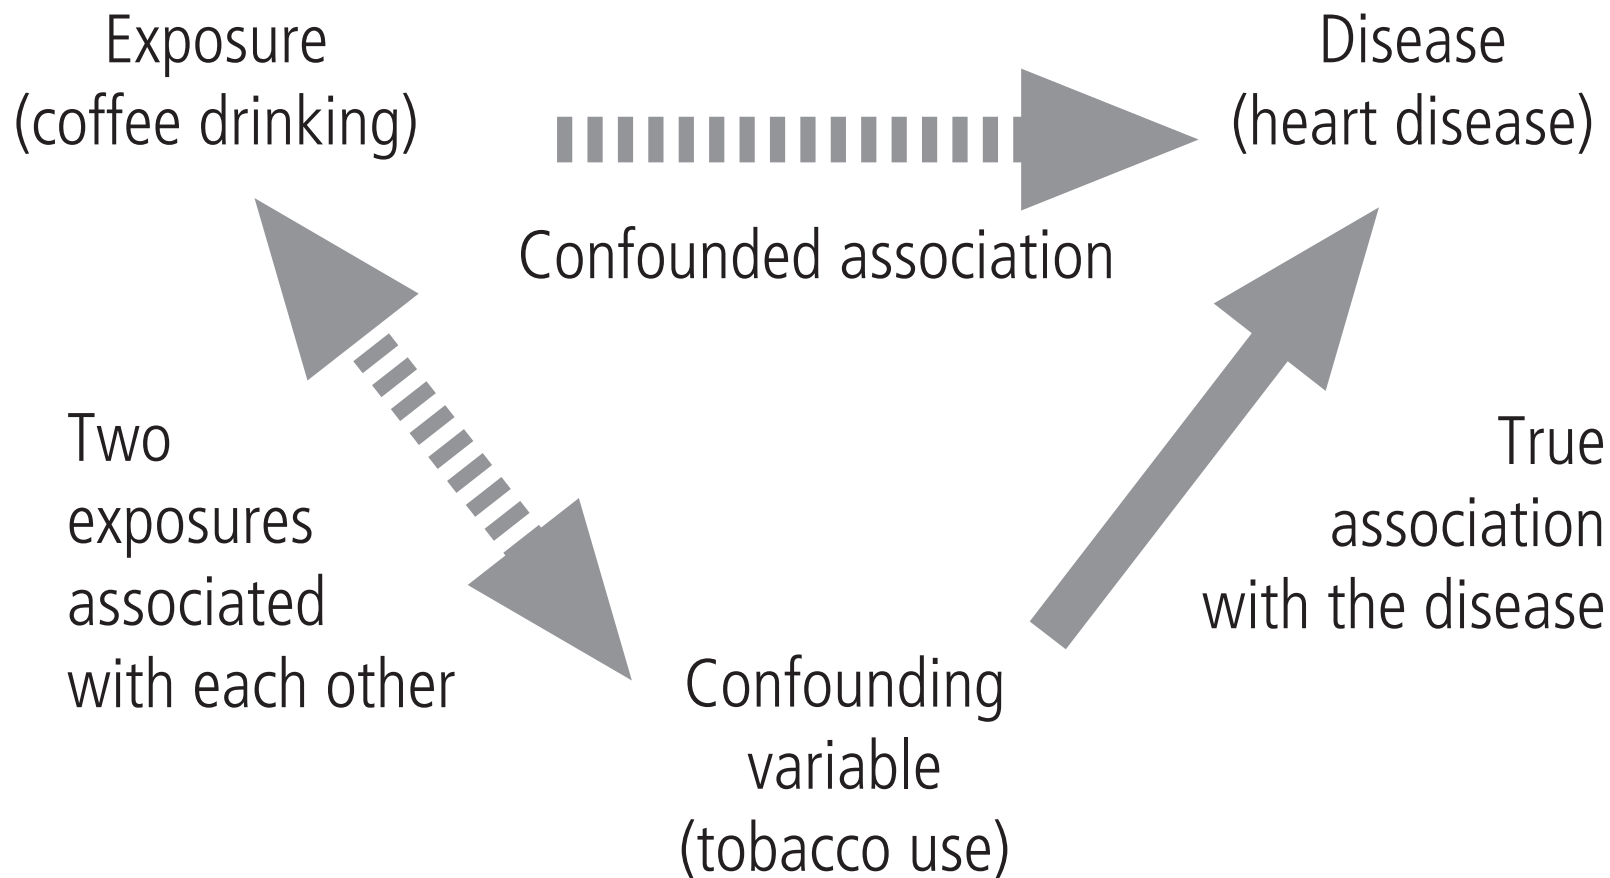 Exposure
(coffee drinking)
Disease
(heart disease)
Confounded association
Two
exposures
associated
with each other
True
association
with the disease
Confounding
variable
(tobacco use)